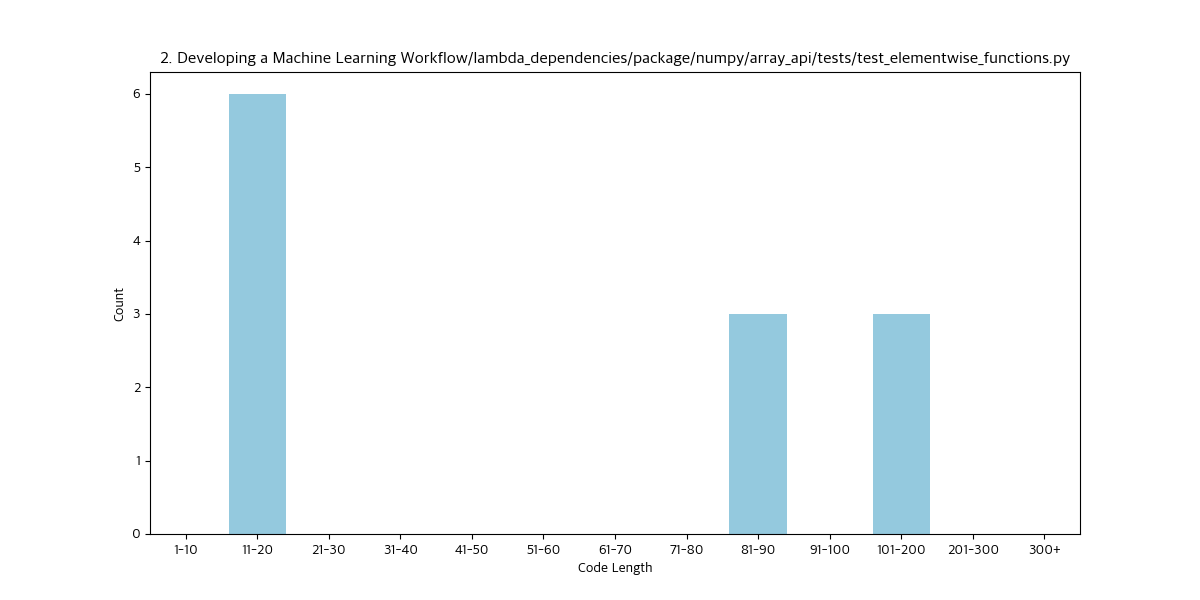 2. Developing a Machine Learning Workflow/lambda_dependencies/package/numpy/array_api/tests/test_elementwise_functions.py
6
5
4
3
2
1
0
Count
1-10 11-20 21-30 31-40 41-50 51-60 61-70 71-80 81-90 91-100 101-200 201-300 300+
Code Length